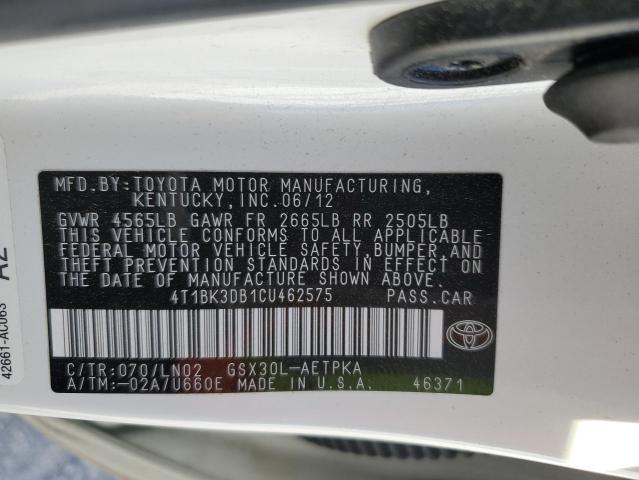 MFD.BY: TOYOTA MOTOR MANUFACTURING,
KENTUCKY, INC. 06/12
GVWR 4565LB GAWR FR 2665LB RR 2505LB
THIS VEHICLE CONFORMS TO ALL APPLICABLE
FEDERAL MOTOR VEHICLE SAFETY, BUMPER, AND
THEFT PREVENTION STANDARDS IN EFFECT ON THE
DATE OF MANUFACTURE SHOWN ABOVE.
4T1BK3DB1CU462575 PASS.CAR
C/TR:070/LN02 GSX30L-AETPKA
A/TM:-02A/U660E MADE IN U.S.A. 46371
TOYOTA
42661-AC063